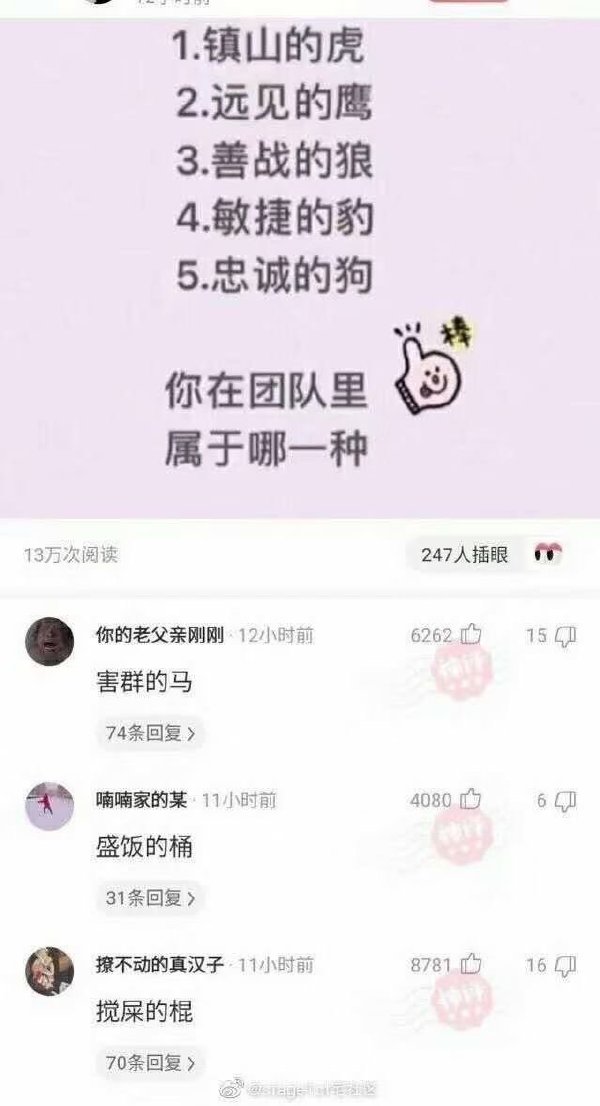 1.镇山的虎
2.远见的鹰
3.善战的狼
4.敏捷的豹
5.忠诚的狗
棒
你在团队里
属于哪一种
13万次阅读
247人插眼
你的老父亲刚刚 · 12小时前
6262
15
害群的马
74条回复 >
喃喃家的某 · 11小时前
4080
6
盛饭的桶
31条回复 >
撩不动的真汉子 · 11小时前
8781
16
搅屎的棍
70条回复 >